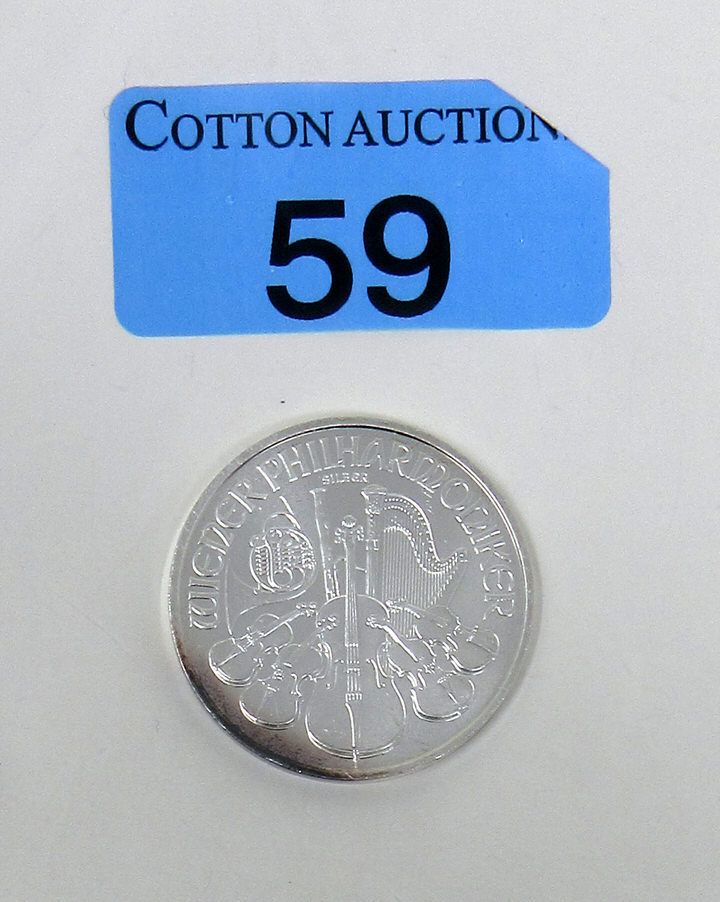 COTTON AUCTION
59
WIENER PHILHARMONIKER
SILBER